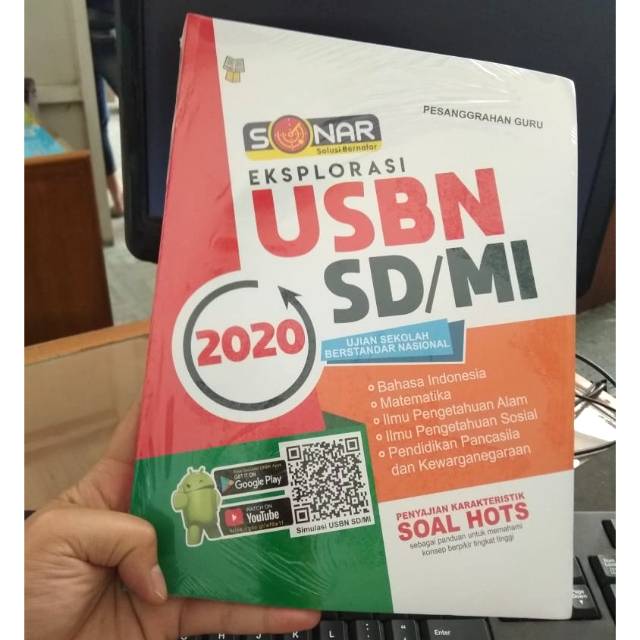 PESANGGRAHAN GURU
SONAR
Solusi Bernalar
EKSPLORASI
USBN
SD/MI
2020
UJIAN SEKOLAH
BERSTANDAR NASIONAL
Bahasa Indonesia
Matematika
Ilmu Pengetahuan Alam
Ilmu Pengetahuan Sosial
Pendidikan Pancasila
dan Kewarganegaraan
GET IT ON
Google Play
WATCH ON
YouTube
Simulasi USBN SD/MI
PENYAJIAN KARAKTERISTIK
SOAL HOTS
sebagai panduan untuk memahami
konsep berpikir tingkat tinggi